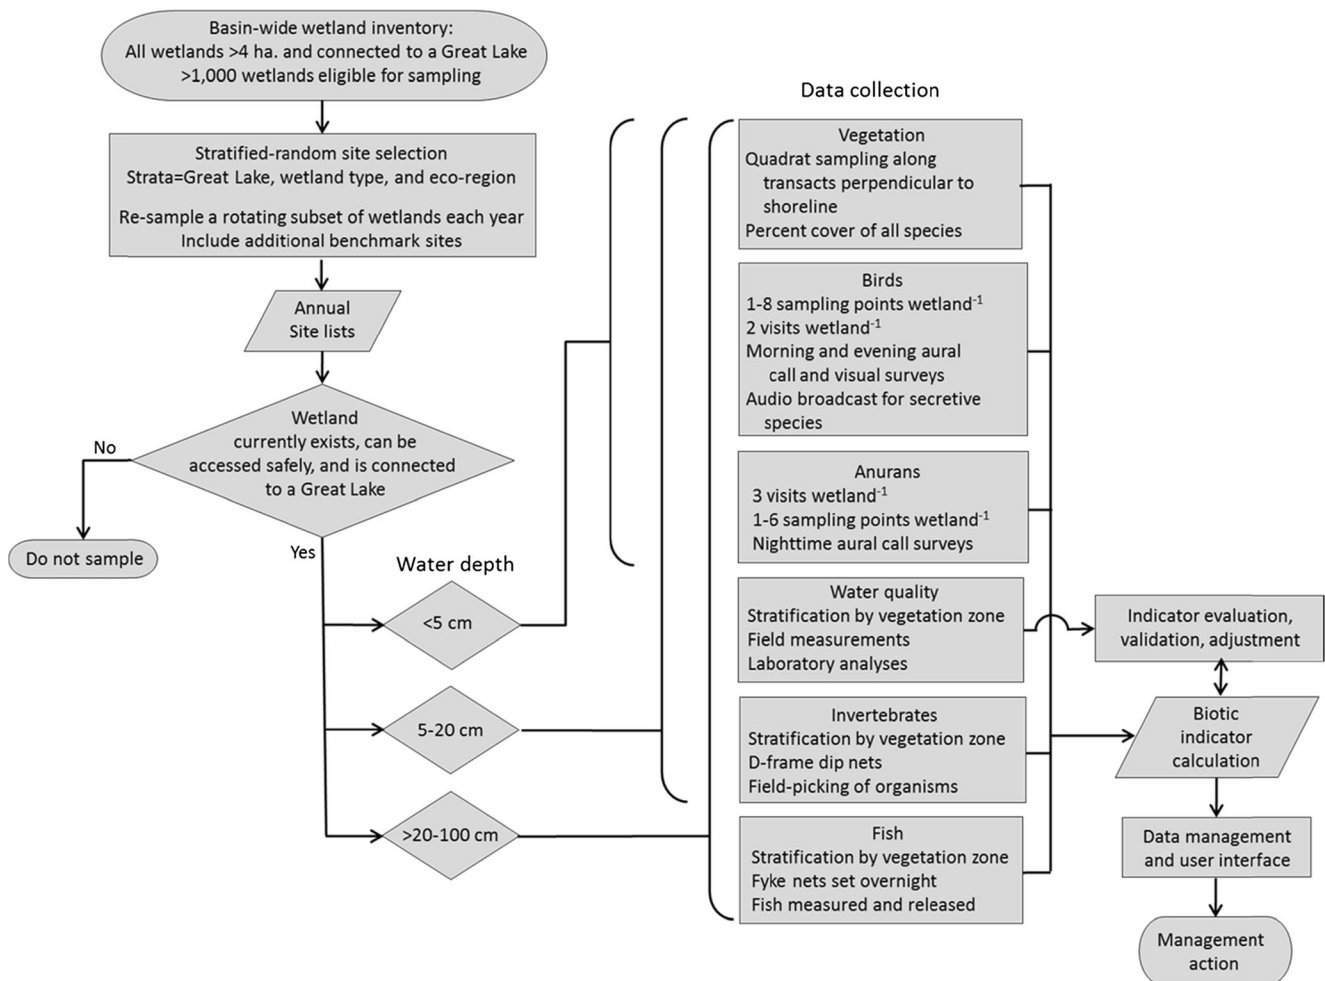 Basin-wide wetland inventory:
All wetlands >4 ha. and connected to a Great Lake
>1,000 wetlands eligible for sampling
Stratified-random site selection
Strata=Great Lake, wetland type, and eco-region
Re-sample a rotating subset of wetlands each year
Include additional benchmark sites
Annual
Site lists
Wetland
currently exists, can be
accessed safely, and is connected
to a Great Lake
No
Do not sample
Yes
Water depth
<5 cm
5-20 cm
>20-100 cm
Data collection
Vegetation
Quadrat sampling along
transacts perpendicular to
shoreline
Percent cover of all species
Birds
1-8 sampling points wetland⁻¹
2 visits wetland⁻¹
Morning and evening aural
call and visual surveys
Audio broadcast for secretive
species
Anurans
3 visits wetland⁻¹
1-6 sampling points wetland⁻¹
Nighttime aural call surveys
Water quality
Stratification by vegetation zone
Field measurements
Laboratory analyses
Invertebrates
Stratification by vegetation zone
D-frame dip nets
Field-picking of organisms
Fish
Stratification by vegetation zone
Fyke nets set overnight
Fish measured and released
Indicator evaluation,
validation, adjustment
Biotic
indicator
calculation
Data management
and user interface
Management
action